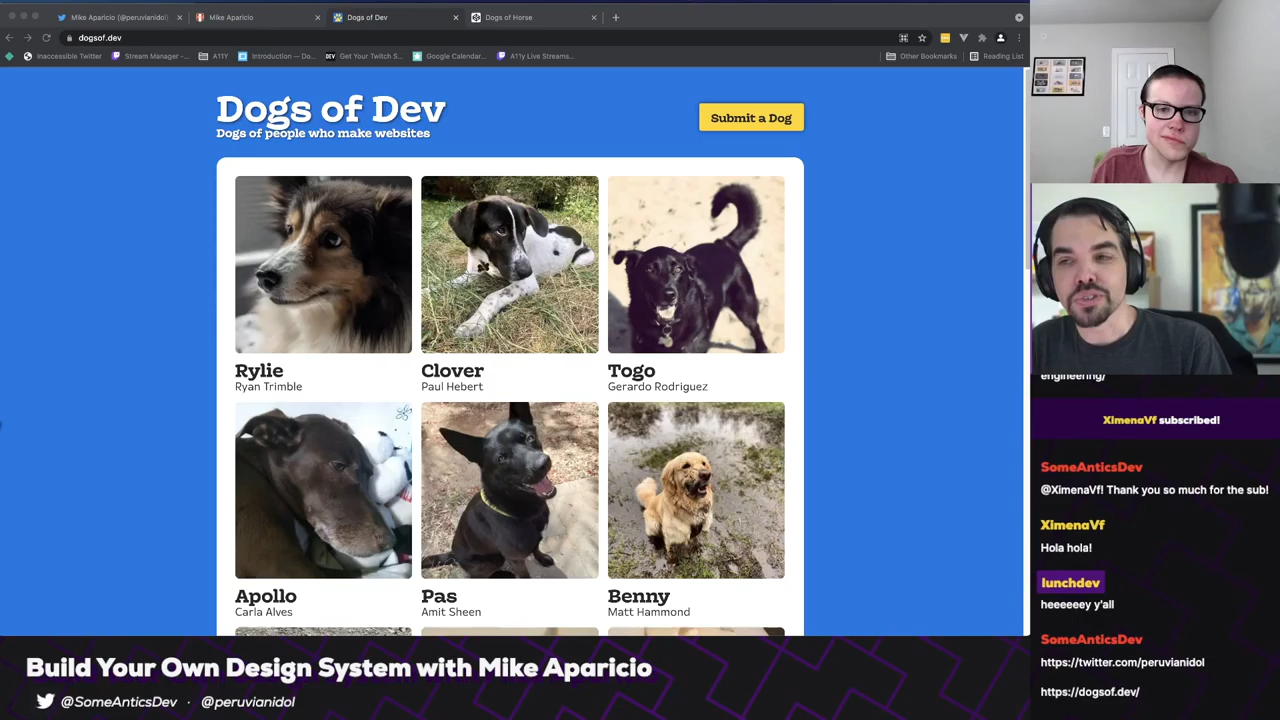 Mike Aparicio (@peruvianidol)
Mike Aparicio
Dogs of Dev
Dogs of Horse
dogsof.dev
Inaccessible Twitter
Stream Manager -...
A11Y
Introduction — Do...
Get Your Twitch S...
Google Calendar...
A11y Live Streams...
Other Bookmarks
Reading List
Dogs of Dev
Dogs of people who make websites
Submit a Dog
Rylie
Ryan Trimble
Clover
Paul Hebert
Togo
Gerardo Rodriguez
Apollo
Carla Alves
Pas
Amit Sheen
Benny
Matt Hammond
engineering/
XimenaVf subscribed!
SomeAnticsDev
@XimenaVf! Thank you so much for the sub!
XimenaVf
Hola hola!
lunchdev
heeeeeey y'all
SomeAnticsDev
https://twitter.com/peruvianidol
https://dogsof.dev/
Build Your Own Design System with Mike Aparicio
@SomeAnticsDev · @peruvianidol